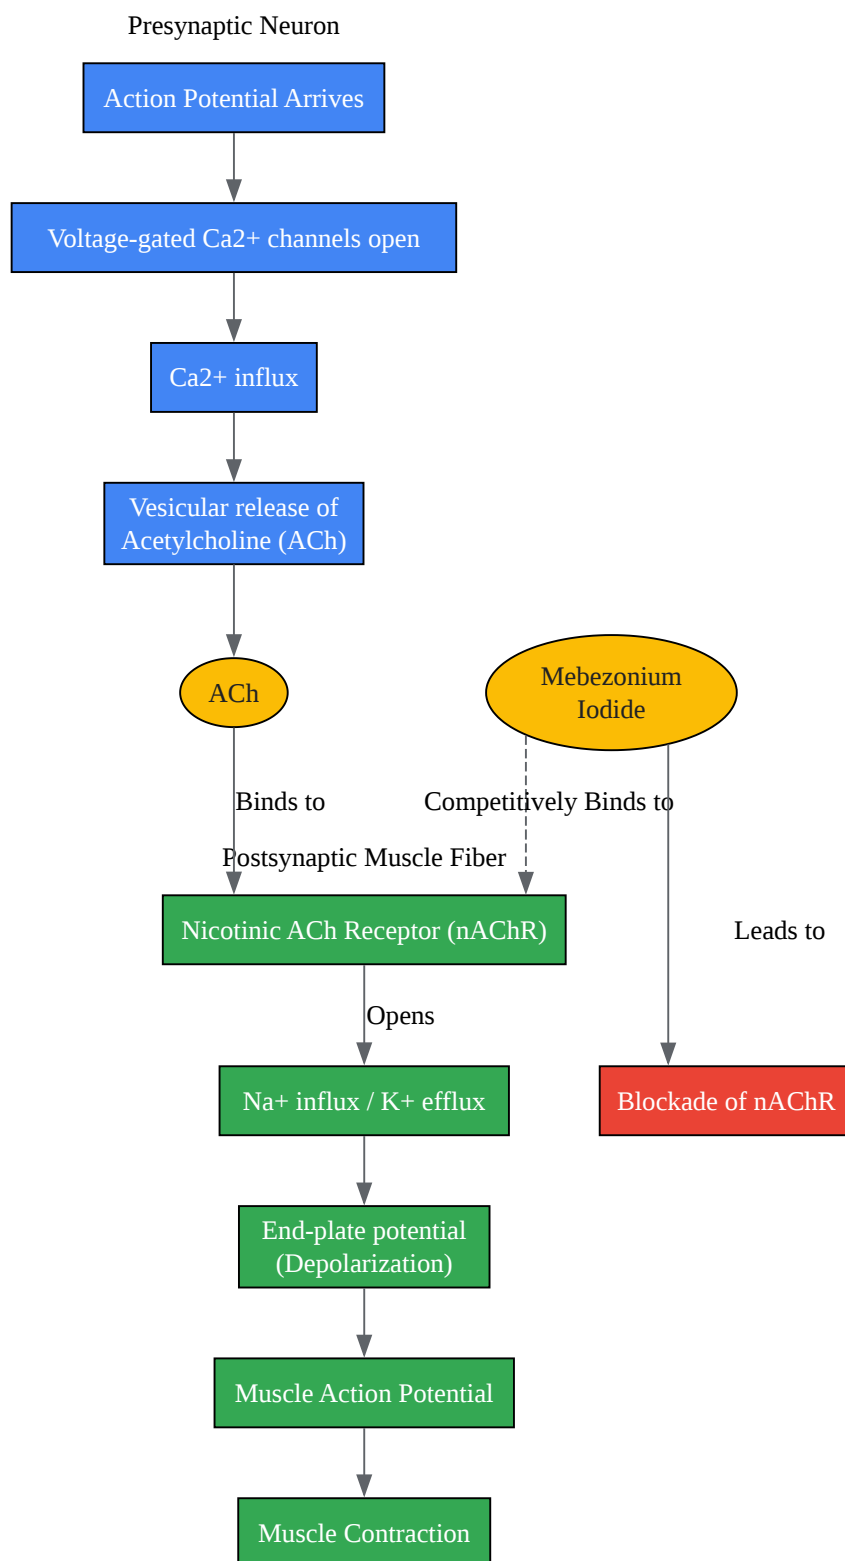 Presynaptic Neuron
Action Potential Arrives
Voltage-gated Ca2+ channels open
Ca2+ influx
Vesicular release of
Acetylcholine (ACh)
ACh
Mebezonium
Iodide
Binds to
Competitively Binds to
Postsynaptic Muscle Fiber
Nicotinic ACh Receptor (nAChR)
Leads to
Opens
Na+ influx / K+ efflux
Blockade of nAChR
End-plate potential
(Depolarization)
Muscle Action Potential
Muscle Contraction